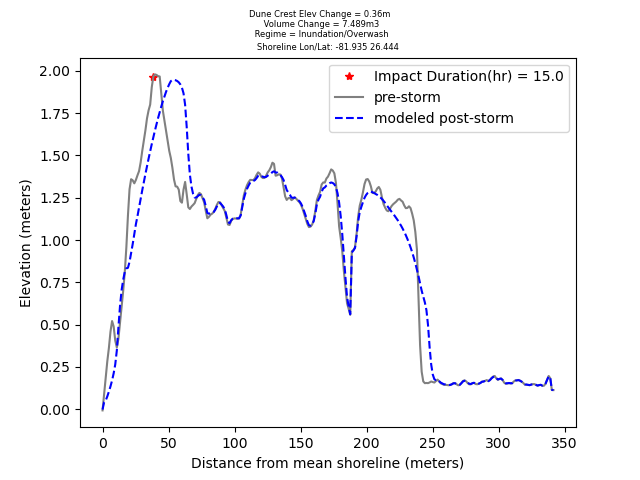 Dune Crest Elev Change = 0.36m
Volume Change = 7.489m3
Regime = Inundation/Overwash
Shoreline Lon/Lat: -81.935 26.444
Impact Duration(hr) = 15.0
pre-storm
modeled post-storm
Elevation (meters)
2.00
1.75
1.50
1.25
1.00
0.75
0.50
0.25
0.00
0 50 100 150 200 250 300 350
Distance from mean shoreline (meters)